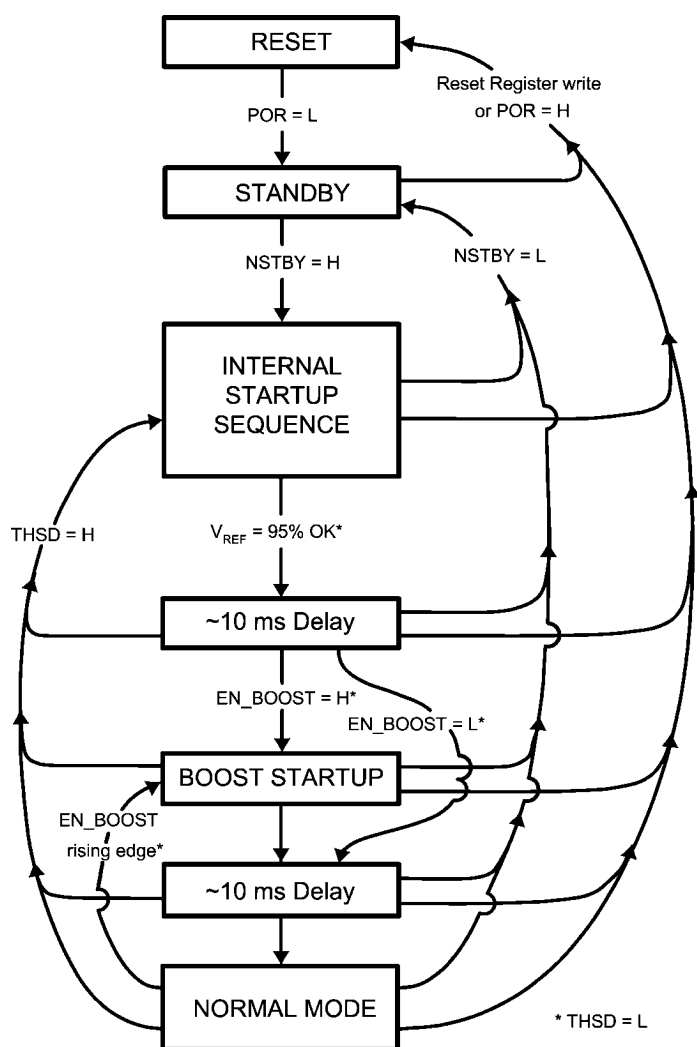 RESET
Reset Register write
or POR = H
POR = L
STANDBY
NSTBY = H
NSTBY = L
INTERNAL
STARTUP
SEQUENCE
THSD = H
VREF = 95% OK*
~10 ms Delay
EN_BOOST = H*
EN_BOOST = L*
BOOST STARTUP
EN_BOOST
rising edge*
~10 ms Delay
NORMAL MODE
* THSD = L